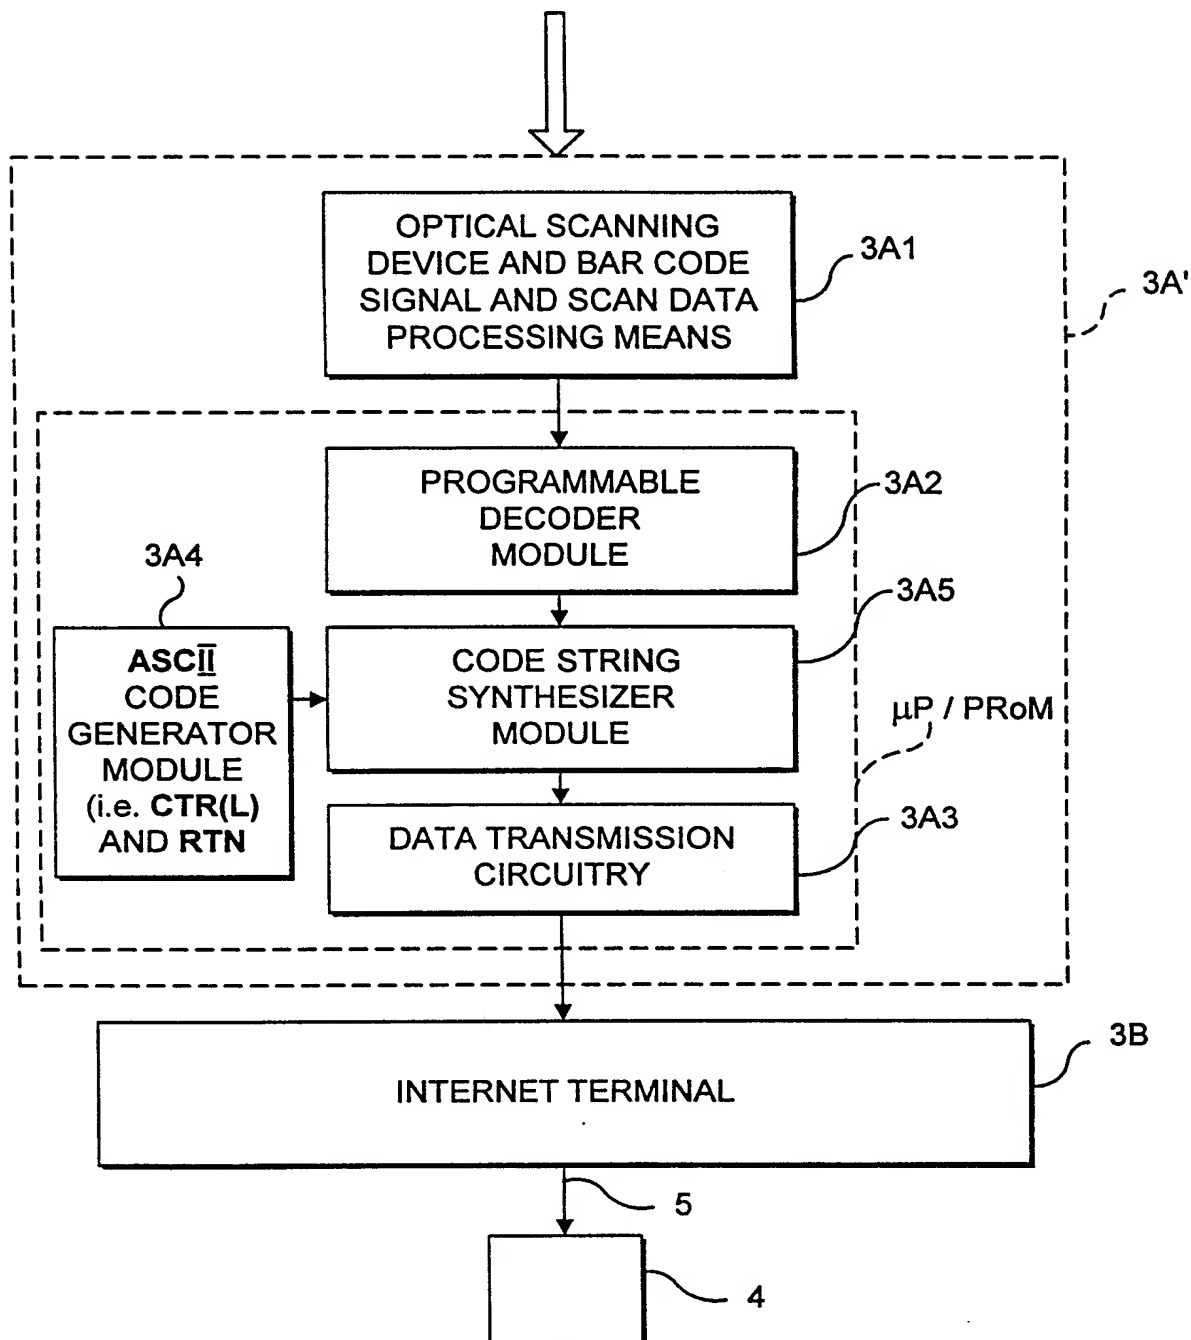 OPTICAL SCANNING
DEVICE AND BAR CODE
SIGNAL AND SCAN DATA
PROCESSING MEANS
3A1
3A'
PROGRAMMABLE
DECODER
MODULE
3A2
3A4
ASCII
CODE
GENERATOR
MODULE
(i.e. CTR(L)
AND RTN
CODE STRING
SYNTHESIZER
MODULE
3A5
μP / PRoM
DATA TRANSMISSION
CIRCUITRY
3A3
INTERNET TERMINAL
3B
5
4